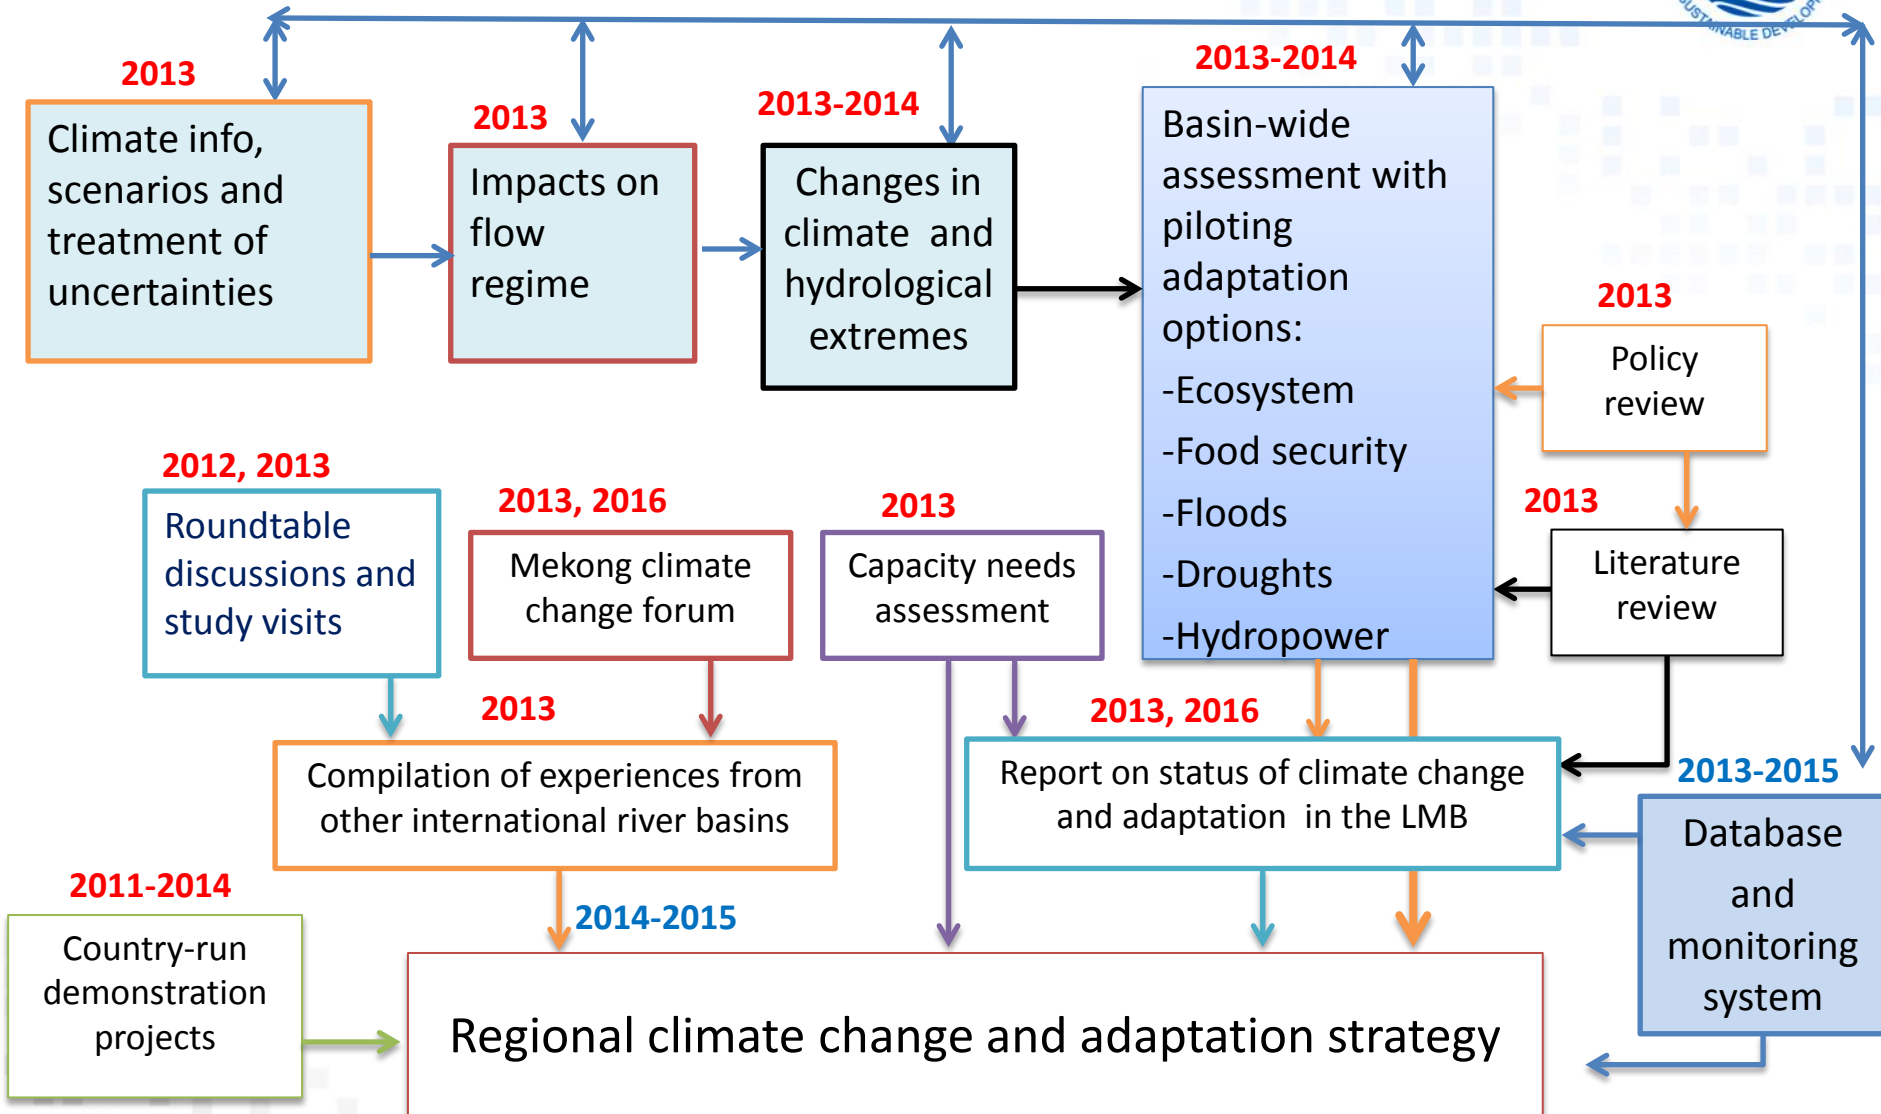 SUSTAINABLE DEVELOP
2013
Climate info,
scenarios and
treatment of
uncertainties
2013
Impacts on
flow
regime
2013-2014
Changes in
climate and
hydrological
extremes
2013-2014
Basin-wide
assessment with
piloting
adaptation
options:
-Ecosystem
-Food security
-Floods
-Droughts
-Hydropower
2013
Policy
review
2013
Literature
review
2012, 2013
Roundtable
discussions and
study visits
2013, 2016
Mekong climate
change forum
2013
Capacity needs
assessment
2013
Compilation of experiences from
other international river basins
2013, 2016
Report on status of climate change
and adaptation in the LMB
2013-2015
Database
and
monitoring
system
2011-2014
Country-run
demonstration
projects
2014-2015
Regional climate change and adaptation strategy